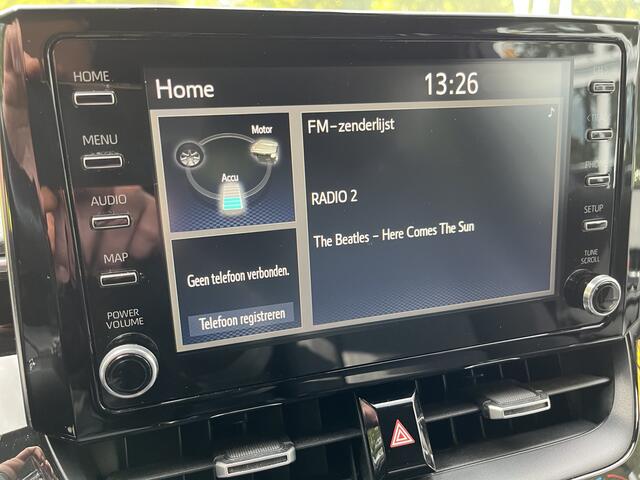 HOME
MENU
AUDIO
MAP
POWER
VOLUME
Home
13:26
Motor
Accu
Geen telefoon verbonden.
Telefoon registreren
FM-zenderlijst
RADIO 2
The Beatles - Here Comes The Sun
SETUP
TUNE
SCROLL